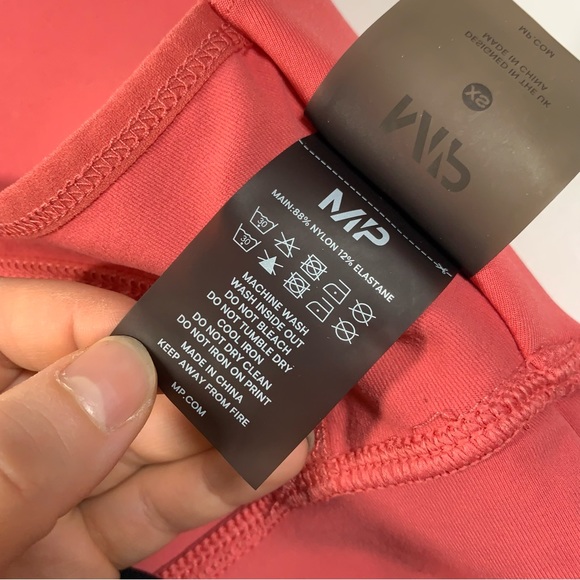 MP.COM
MADE IN CHINA
DESIGNED IN THE UK
XS
MP
MP
MAIN:88% NYLON 12% ELASTANE
30
30
MACHINE WASH
WASH INSIDE OUT
DO NOT BLEACH
DO NOT TUMBLE DRY
COOL IRON
DO NOT DRY CLEAN
DO NOT IRON ON PRINT
MADE IN CHINA
KEEP AWAY FROM FIRE
MP.COM